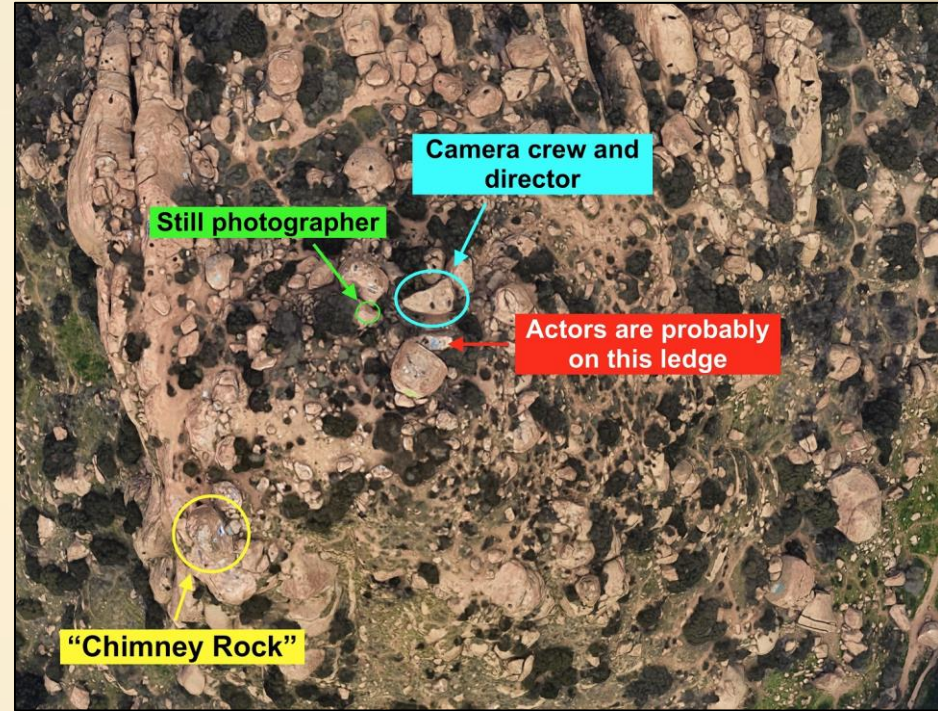 Camera crew and
director
Still photographer
Actors are probably
on this ledge
“Chimney Rock”